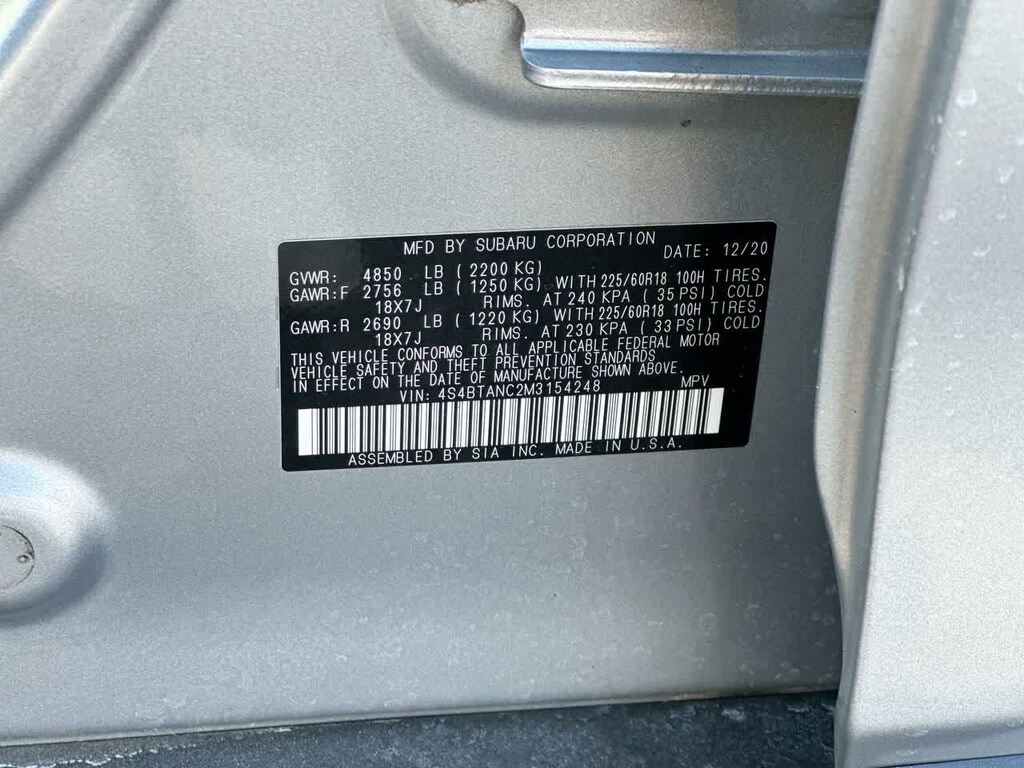 MFD BY SUBARU CORPORATION DATE: 12/20
GVWR: 4850 LB ( 2200 KG)
GAWR:F 2756 LB ( 1250 KG) WITH 225/60R18 100H TIRES.
18X7J RIMS. AT 240 KPA ( 35 PSI) COLD
GAWR:R 2690 LB ( 1220 KG) WITH 225/60R18 100H TIRES.
18X7J RIMS. AT 230 KPA ( 33 PSI) COLD
THIS VEHICLE CONFORMS TO ALL APPLICABLE FEDERAL MOTOR
VEHICLE SAFETY AND THEFT PREVENTION STANDARDS
IN EFFECT ON THE DATE OF MANUFACTURE SHOWN ABOVE.
VIN: 4S4BTANC2M3154248 MPV
ASSEMBLED BY SIA INC. MADE IN U.S.A.